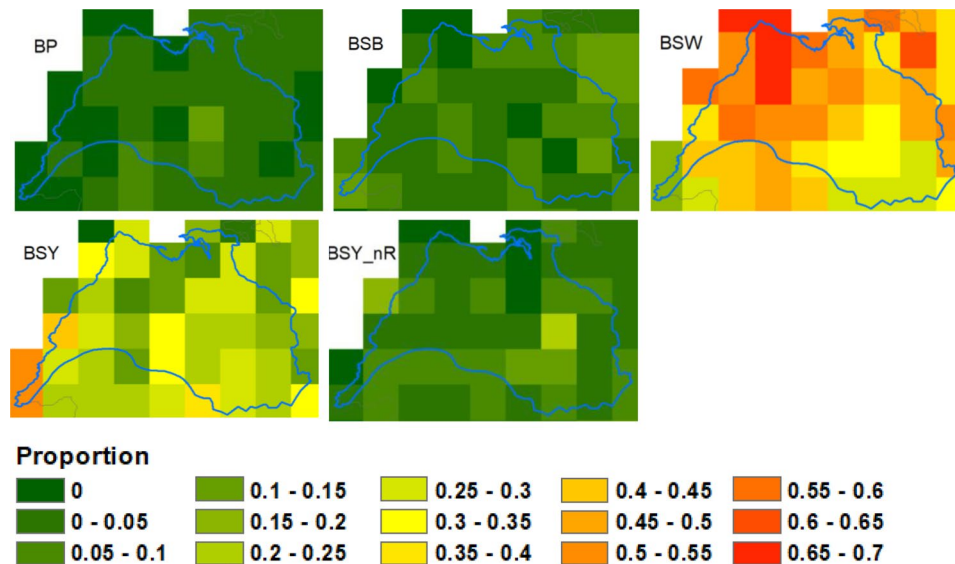 BP
BSB
BSW
BSY
BSY_nR
Proportion
0 0.1 - 0.15 0.25 - 0.3 0.4 - 0.45 0.55 - 0.6
0 - 0.05 0.15 - 0.2 0.3 - 0.35 0.45 - 0.5 0.6 - 0.65
0.05 - 0.1 0.2 - 0.25 0.35 - 0.4 0.5 - 0.55 0.65 - 0.7